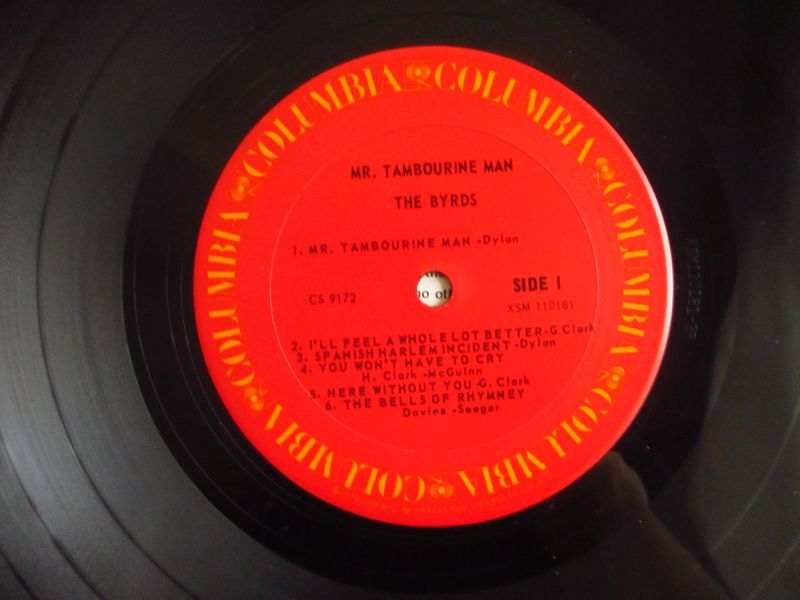 COLUMBIA COLUMBIA COLUMBIA COLUMBIA COLUMBIA COLUMBIA
MR. TAMBOURINE MAN
THE BYRDS
1. MR. TAMBOURINE MAN -Dylan
CS 9172
SIDE 1
XSM 110181
2. I'LL FEEL A WHOLE LOT BETTER-G. Clark
3. SPANISH HARLEM INCIDENT -Dylan
4. YOU WON'T HAVE TO CRY
H. Clark -McGuinn
5. HERE WITHOUT YOU-G. Clark
6. THE BELLS OF RHYMNEY
Davies -Seeger